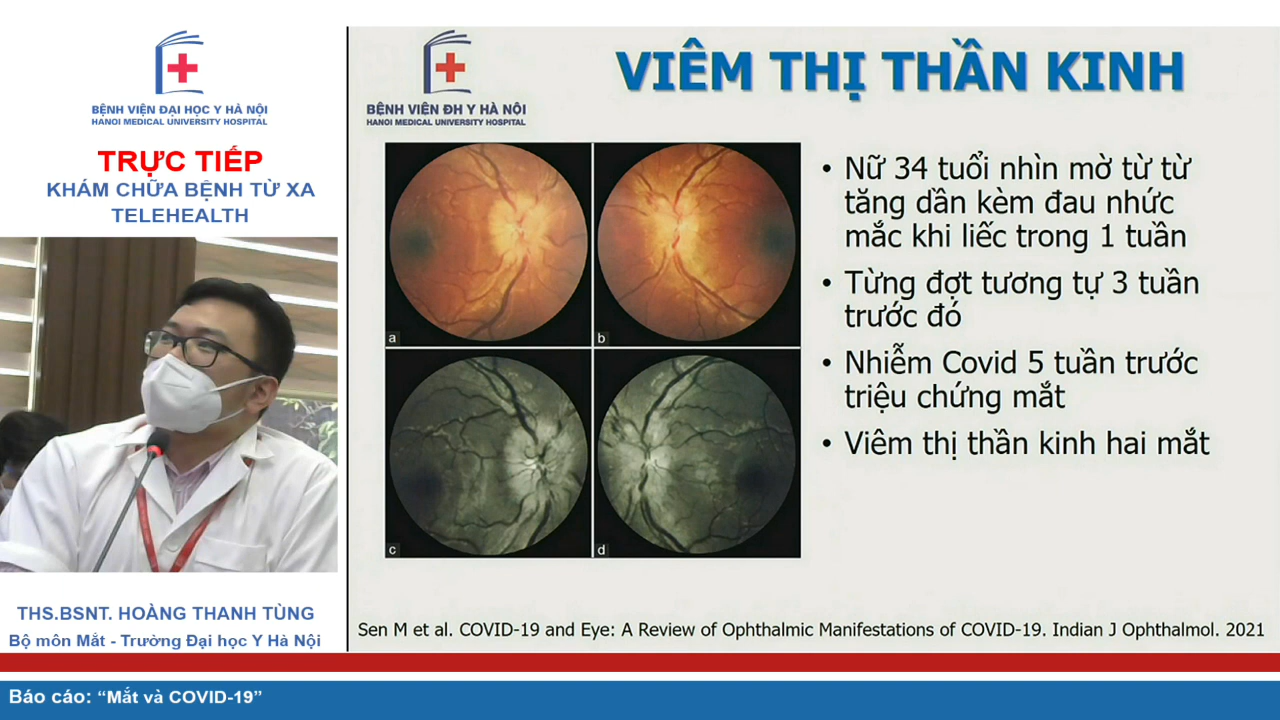 BỆNH VIỆN ĐẠI HỌC Y HÀ NỘI
HANOI MEDICAL UNIVERSITY HOSPITAL
TRỰC TIẾP
KHÁM CHỮA BỆNH TỪ XA
TELEHEALTH
THS.BSNT. HOÀNG THANH TÙNG
Bộ môn Mắt - Trường Đại học Y Hà Nội
BỆNH VIỆN ĐH Y HÀ NỘI
HANOI MEDICAL UNIVERSITY HOSPITAL
VIÊM THỊ THẦN KINH
a
b
c
d
• Nữ 34 tuổi nhìn mờ từ từ
tăng dần kèm đau nhức
mắc khi liếc trong 1 tuần
• Từng đợt tương tự 3 tuần
trước đó
• Nhiễm Covid 5 tuần trước
triệu chứng mắt
• Viêm thị thần kinh hai mắt
Sen M et al. COVID-19 and Eye: A Review of Ophthalmic Manifestations of COVID-19. Indian J Ophthalmol. 2021
Báo cáo: “Mắt và COVID-19”